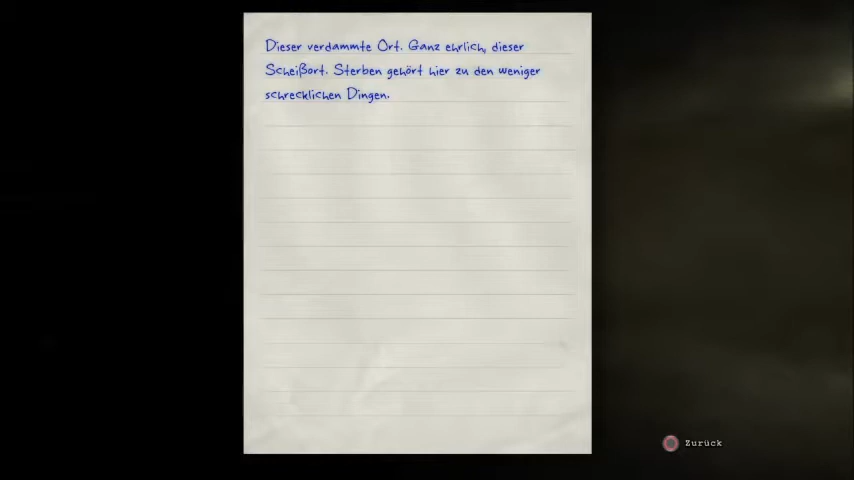 Dieser verdammte Ort. Ganz ehrlich, dieser
Scheißort. Sterben gehört hier zu den weniger
schrecklichen Dingen.
Zurück